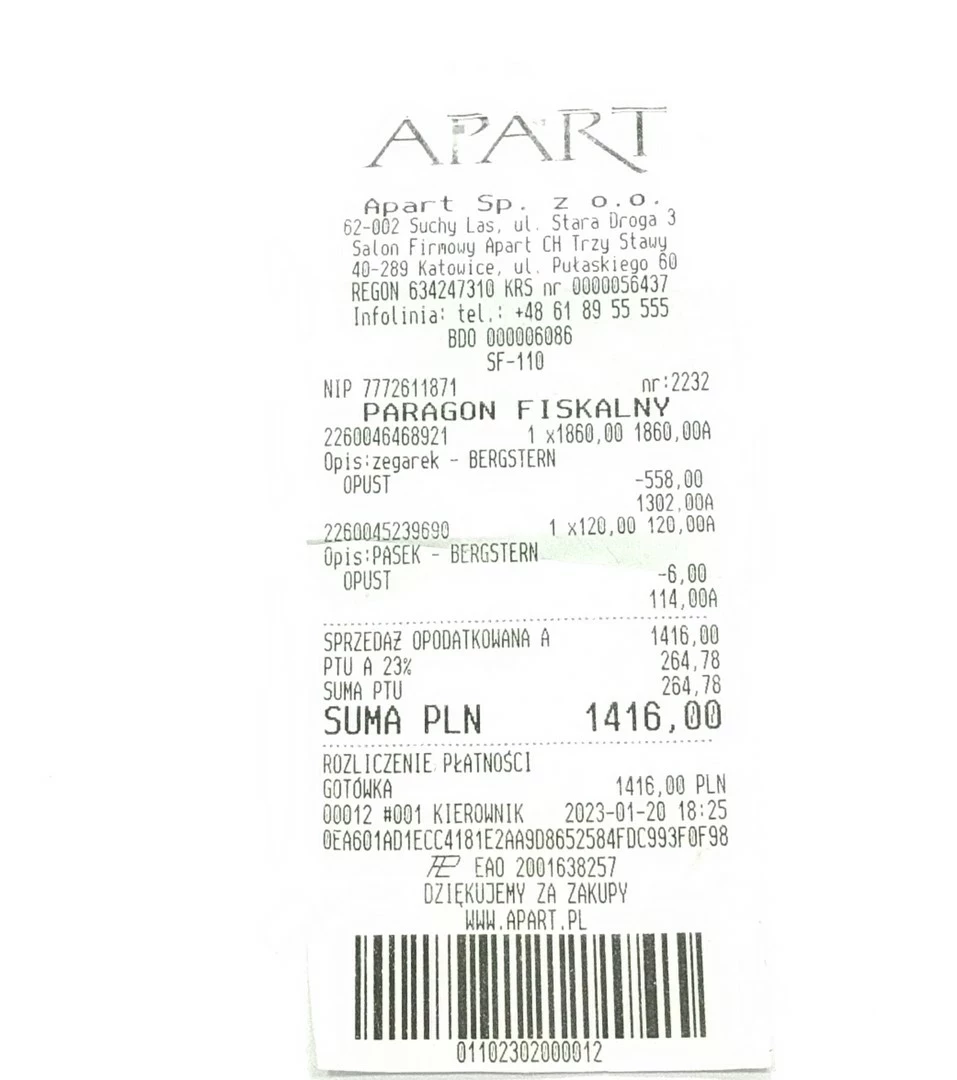 APART
Apart Sp. z o.o.
62-002 Suchy Las, ul. Stara Droga 3
Salon Firmowy Apart CH Trzy Stawy
40-289 Katowice, ul. Pułaskiego 60
REGON 634247310 KRS nr 0000056437
Infolinia: tel.: +48 61 89 55 555
BDO 000006086
SF-110
NIP 7772611871 nr:2232
PARAGON FISKALNY
2260046468921 1 x1860,00 1860,00A
Opis:zegarek - BERGSTERN
OPUST -558,00
1302,00A
2260045239690 1 x120,00 120,00A
Opis:PASEK - BERGSTERN
OPUST -6,00
114,00A
SPRZEDAŻ OPODATKOWANA A 1416,00
PTU A 23% 264,78
SUMA PTU 264,78
SUMA PLN 1416,00
ROZLICZENIE PŁATNOŚCI
GOTÓWKA 1416,00 PLN
00012 #001 KIEROWNIK 2023-01-20 18:25
0EA601AD1ECC4181E2AA9D8652584FDC993F0F98
EAO 2001638257
DZIĘKUJEMY ZA ZAKUPY
WWW.APART.PL
01102302000012